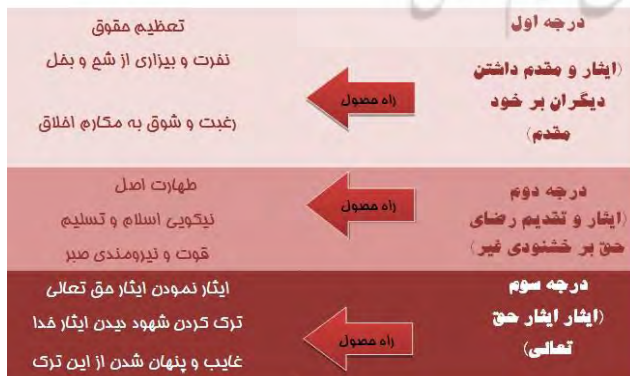 درجه اول
(ایثار و مقدم داشتن
دیگران بر خود
مقدم)
راه حصول
تعظیم حقوق
نفرت و بیزاری از شح و بخل
رغبت و شوق به مکارم اخلاق
درجه دوم
(ایثار و تقدیم رضای
حق بر خشنودی غیر)
راه حصول
طهارت اصل
نیکویی اسلام و تسلیم
قوت و نیرومندی صبر
درجه سوم
(ایثار ایثار حق
تعالی)
راه حصول
ایثار نمودن ایثار حق تعالی
ترک کردن شهود دیدن ایثار خدا
غایب و پنهان شدن از این ترک